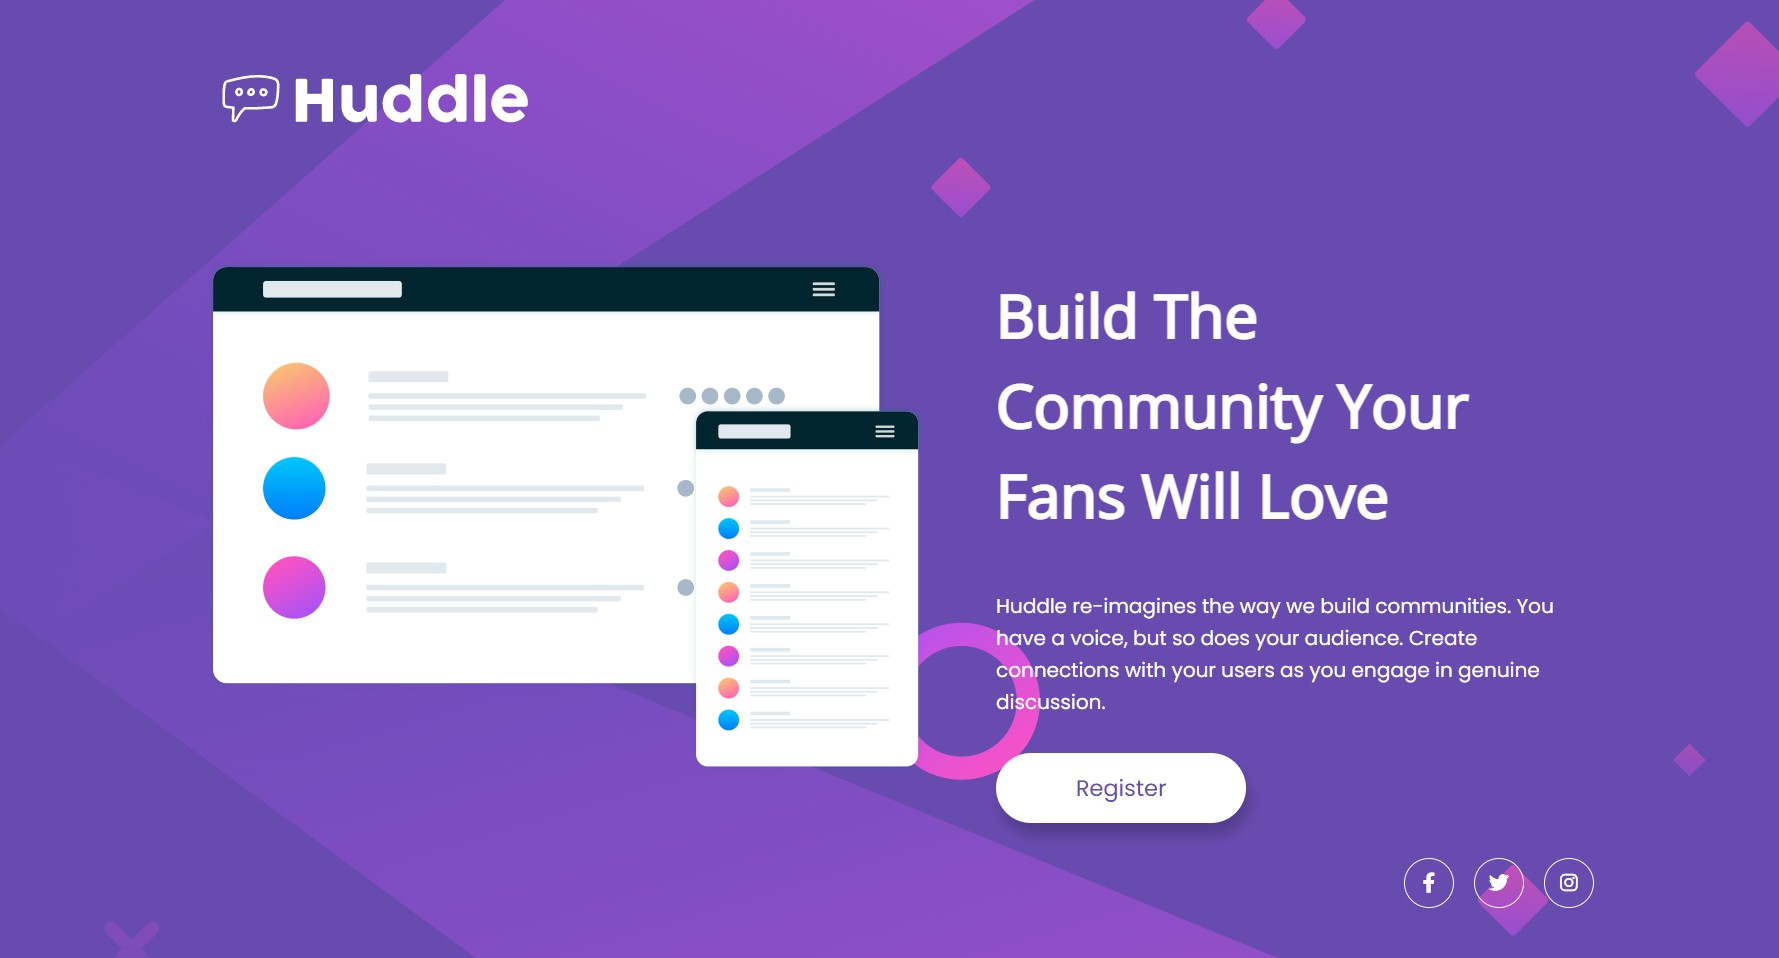 Huddle
Build The
Community Your
Fans Will Love
Huddle re-imagines the way we build communities. You
have a voice, but so does your audience. Create
connections with your users as you engage in genuine
discussion.
Register